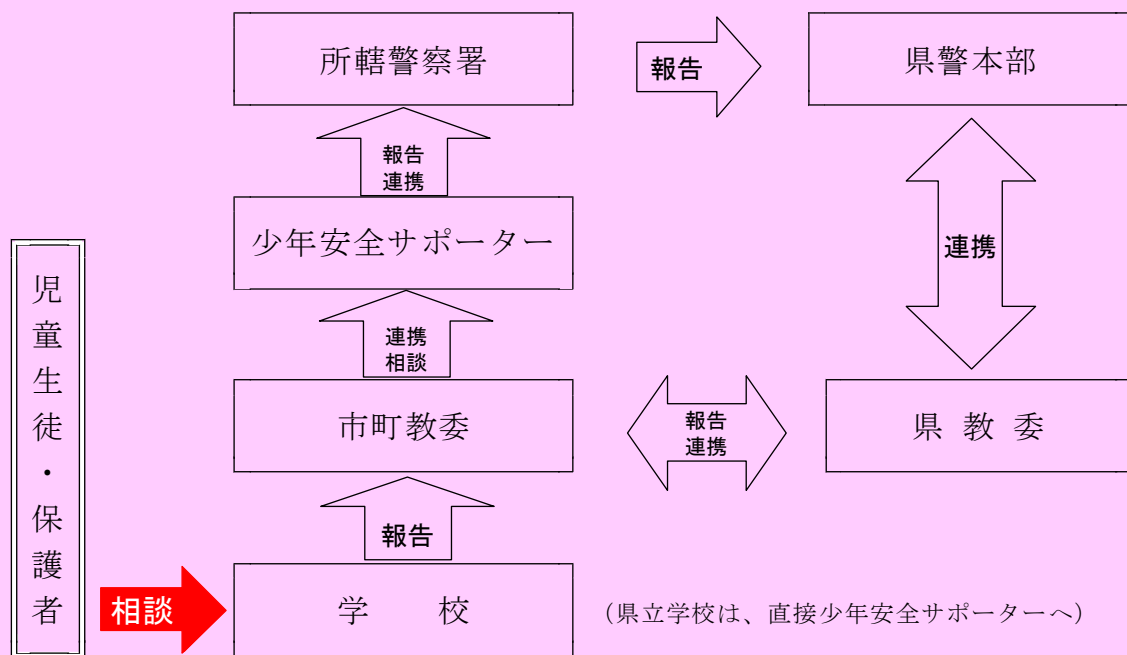 所轄警察署
報告
県警本部
報告
連携
少年安全サポーター
連携
児童生徒・保護者
連携
相談
市町教委
報告
連携
県教委
報告
相談
学校
（県立学校は、直接少年安全サポーターへ）